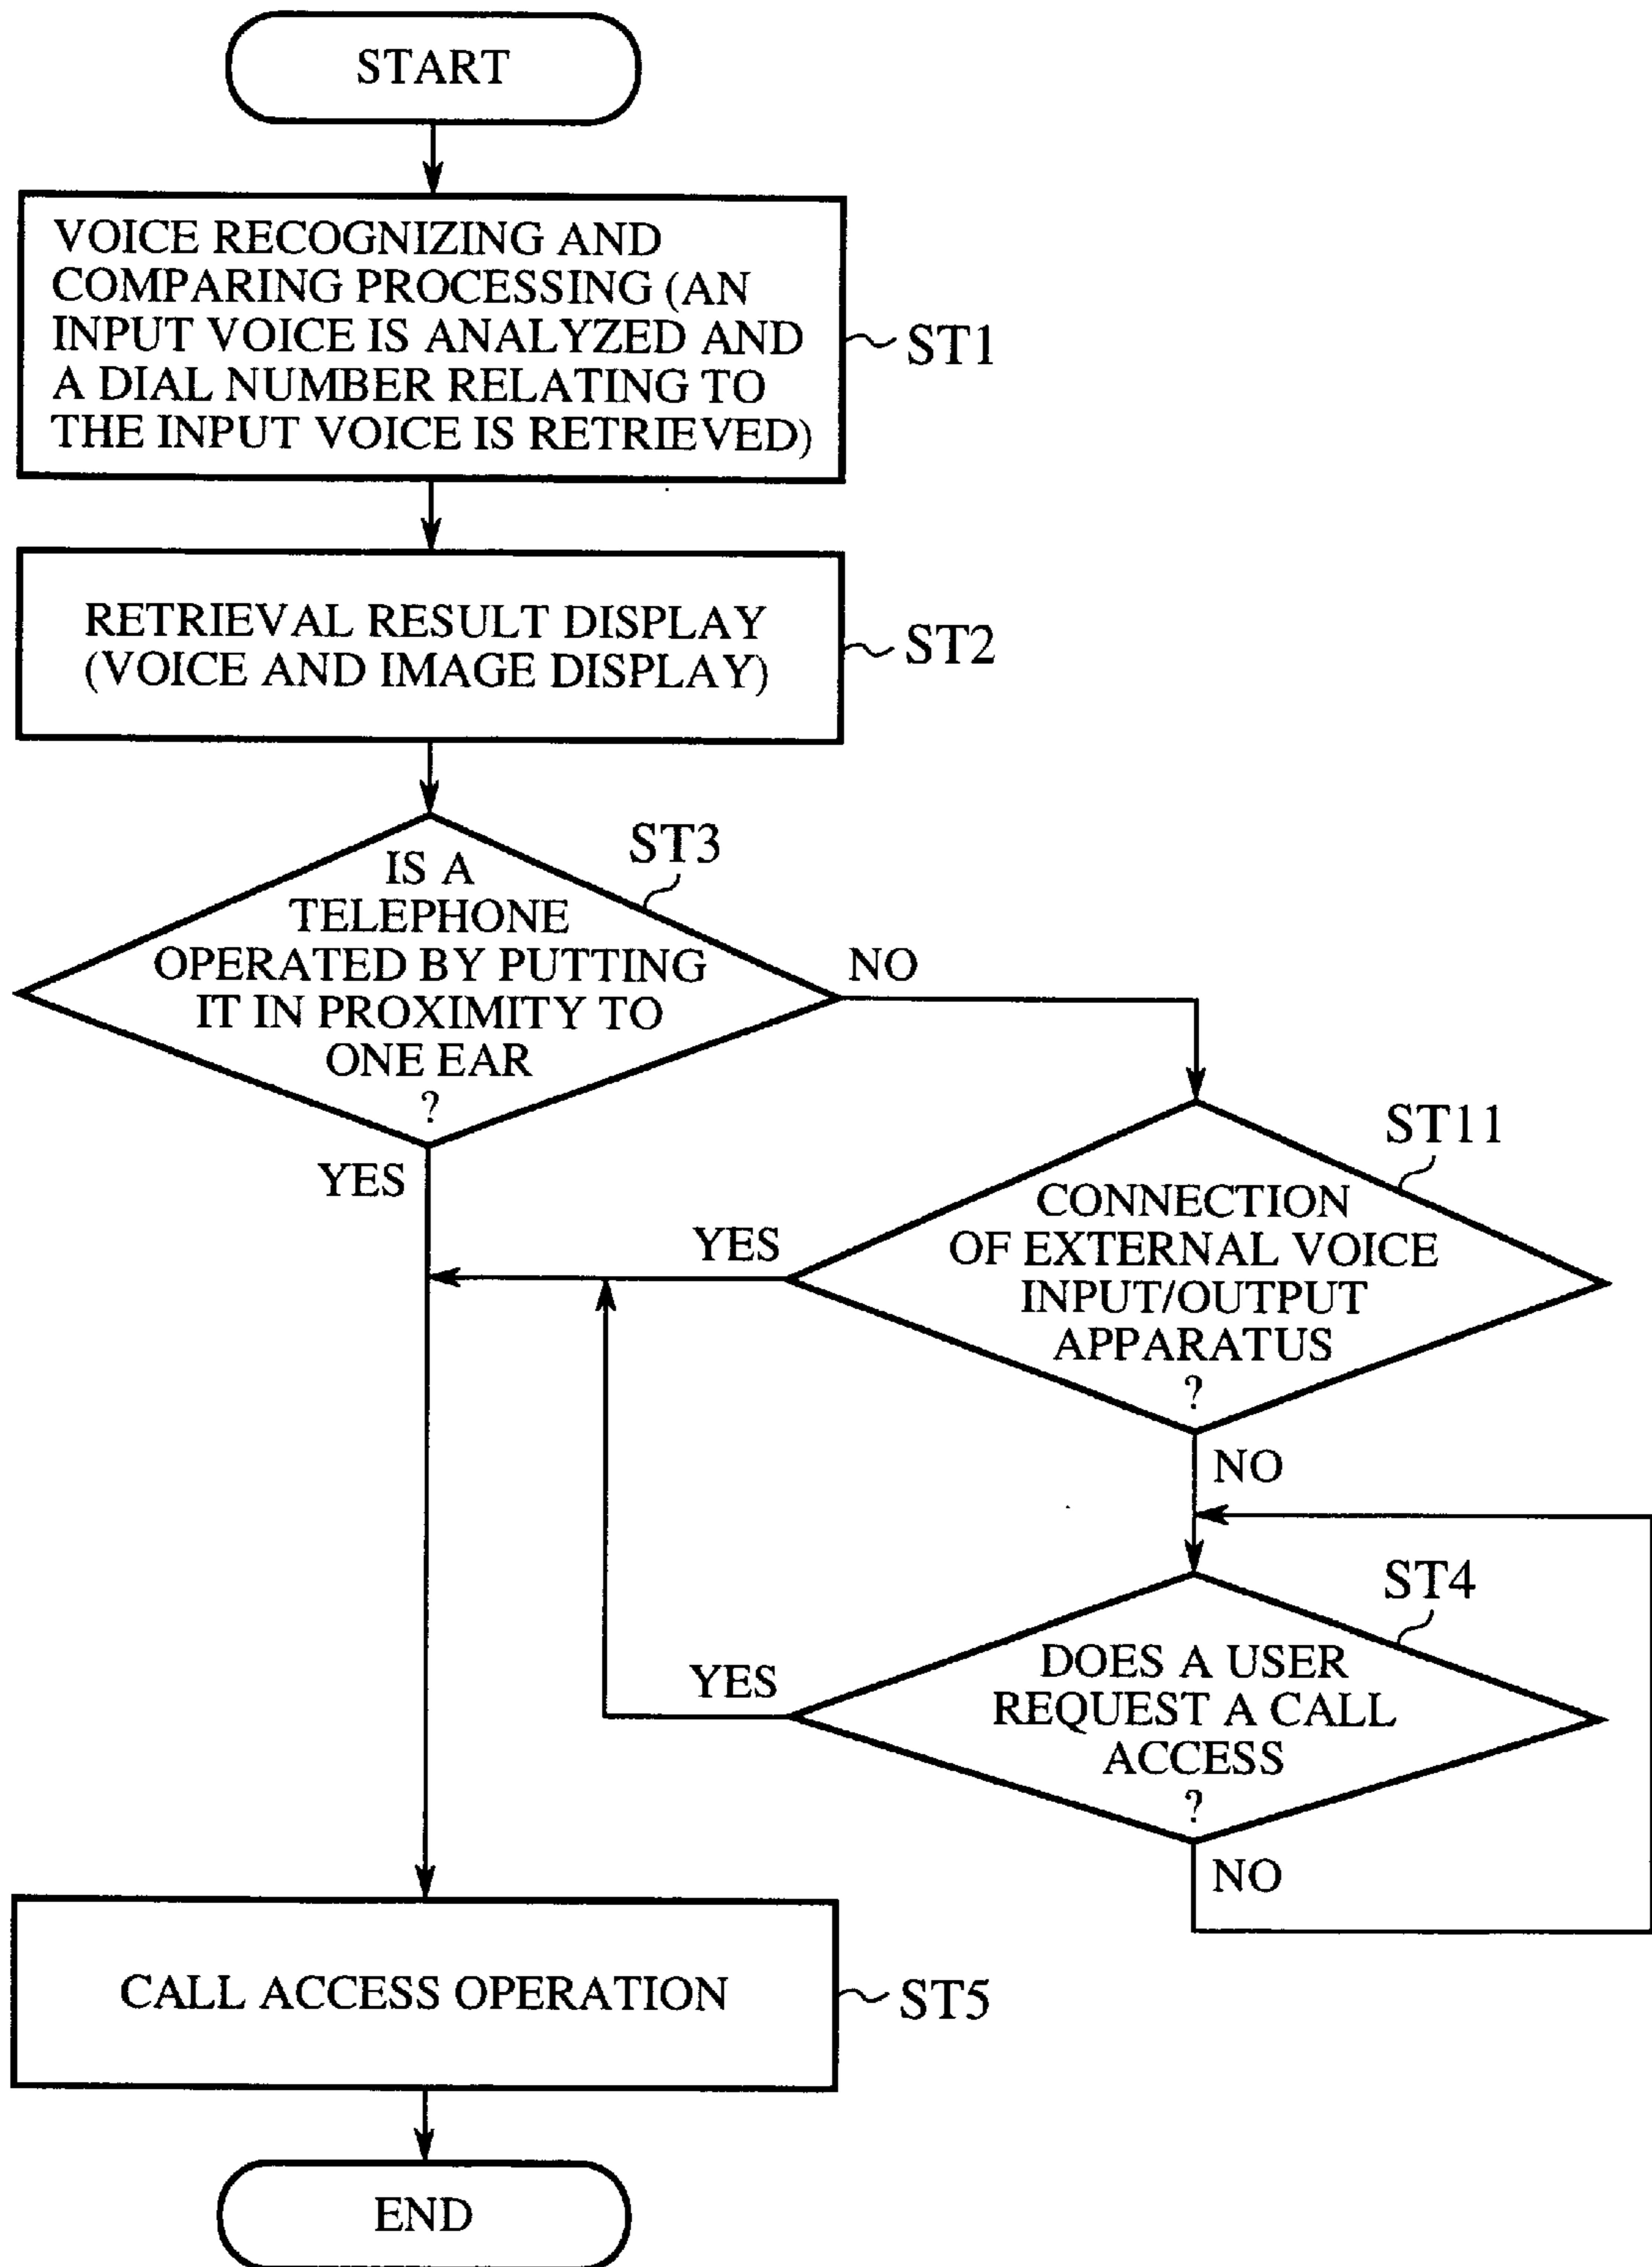 START
VOICE RECOGNIZING AND
COMPARING PROCESSING (AN
INPUT VOICE IS ANALYZED AND
A DIAL NUMBER RELATING TO
THE INPUT VOICE IS RETRIEVED)
ST1
RETRIEVAL RESULT DISPLAY
(VOICE AND IMAGE DISPLAY)
ST2
ST3
IS A
TELEPHONE
OPERATED BY PUTTING
IT IN PROXIMITY TO
ONE EAR
?
NO
YES
ST11
CONNECTION
OF EXTERNAL VOICE
INPUT/OUTPUT
APPARATUS
?
YES
NO
ST4
DOES A USER
REQUEST A CALL
ACCESS
?
YES
NO
CALL ACCESS OPERATION
ST5
END